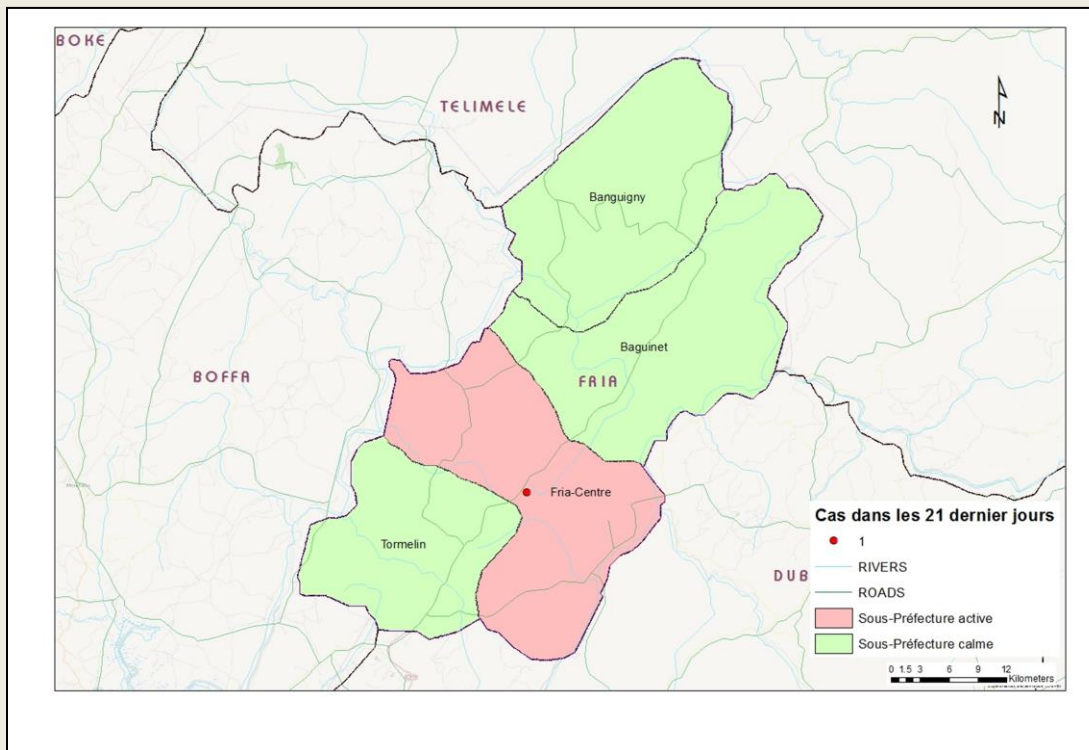 BOKE
TELIMELE
N
Banguigny
Baguinet
FRIA
BOFFA
Fria-Centre
Tormelin
DUB
Cas dans les 21 dernier jours
1
RIVERS
ROADS
Sous-Préfecture active
Sous-Préfecture calme
0 1.5 3 6 9 12
Kilometers